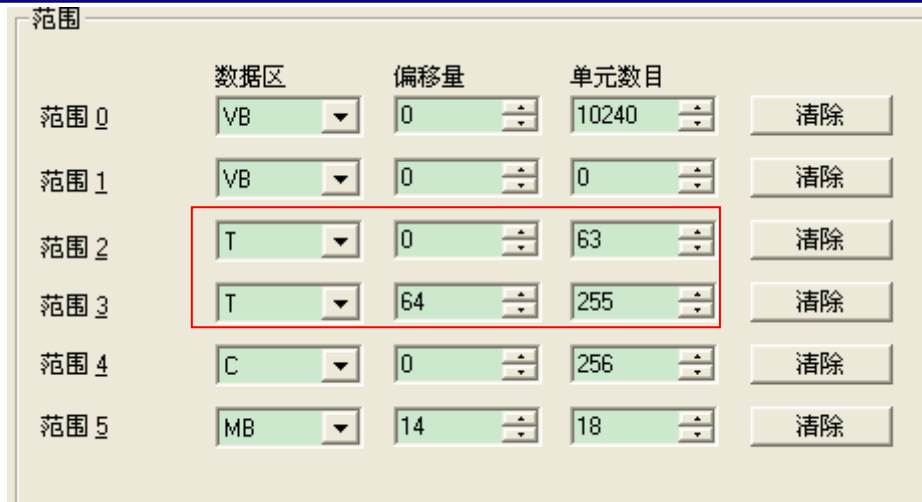 范围
数据区 偏移量 单元数目
范围 0 VB 0 10240 清除
范围 1 VB 0 0 清除
范围 2 T 0 63 清除
范围 3 T 64 255 清除
范围 4 C 0 256 清除
范围 5 MB 14 18 清除